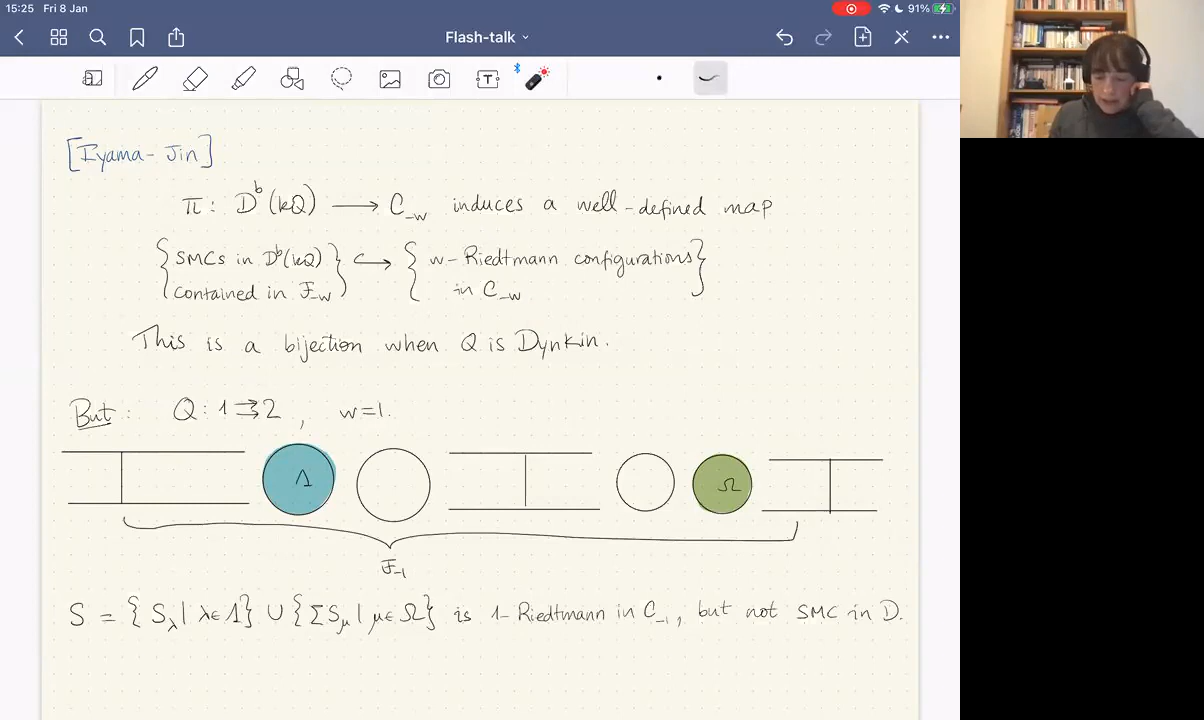 15:25 Fri 8 Jan
91%
Flash-talk
[Iyama-Jin]
π: D^b(kQ) ⟶ C_-w induces a well-defined map
{SMCs in D^b(kQ) contained in F_-w} ↪ {w-Riedtmann configurations in C_-w}
This is a bijection when Q is Dynkin.
But: Q: 1 ⇉ 2, w=1.
Λ Ω
F_-1
S = {S_λ | λ∈Λ} ∪ {ΣS_μ | μ∈Ω} is 1-Riedtmann in C_-1, but not SMC in D.